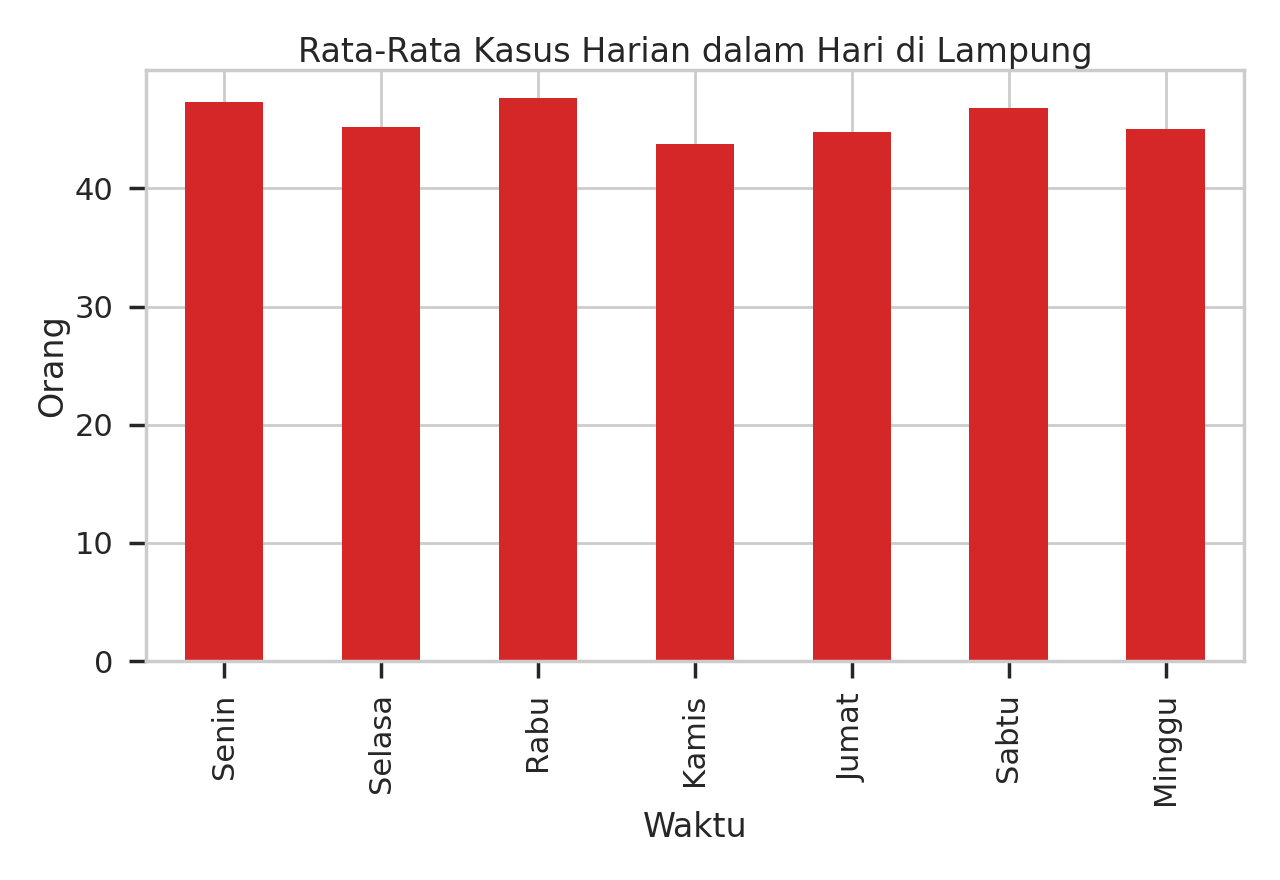 Rata-Rata Kasus Harian dalam Hari di Lampung
40
30
20
10
0
Orang
Senin
Selasa
Rabu
Kamis
Jumat
Sabtu
Minggu
Waktu